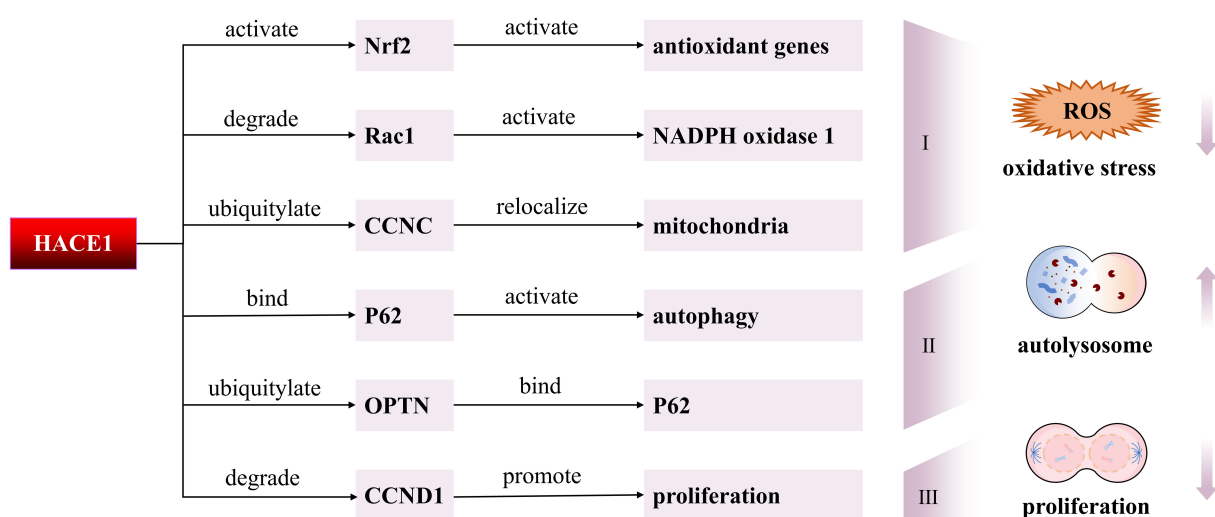 activate
Nrf2
activate
antioxidant genes
degrade
Rac1
activate
NADPH oxidase 1
ubiquitylate
CCNC
relocalize
mitochondria
HACE1
bind
P62
activate
autophagy
ubiquitylate
OPTN
bind
P62
degrade
CCND1
promote
proliferation
I
ROS
oxidative stress
II
autolysosome
III
proliferation